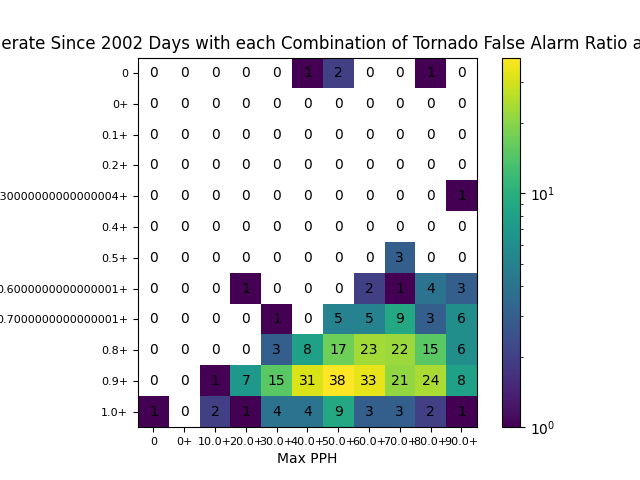 erate Since 2002 Days with each Combination of Tornado False Alarm Ratio a
0 0 0 0 0 0 1 2 0 0 1 0
0+ 0 0 0 0 0 0 0 0 0 0 0
0.1+ 0 0 0 0 0 0 0 0 0 0 0
0.2+ 0 0 0 0 0 0 0 0 0 0 0
30000000000000004+ 0 0 0 0 0 0 0 0 0 0 1
0.4+ 0 0 0 0 0 0 0 0 0 0 0
0.5+ 0 0 0 0 0 0 0 0 3 0 0
0.6000000000000001+ 0 0 0 1 0 0 0 2 1 4 3
0.7000000000000001+ 0 0 0 0 1 0 5 5 9 3 6
0.8+ 0 0 0 0 3 8 17 23 22 15 6
0.9+ 0 0 1 7 15 31 38 33 21 24 8
1.0+ 1 0 2 1 4 4 9 3 3 2 1
0 0+ 10.0+ 20.0+ 30.0+ 40.0+ 50.0+ 60.0+ 70.0+ 80.0+ 90.0+
Max PPH
10¹
10⁰